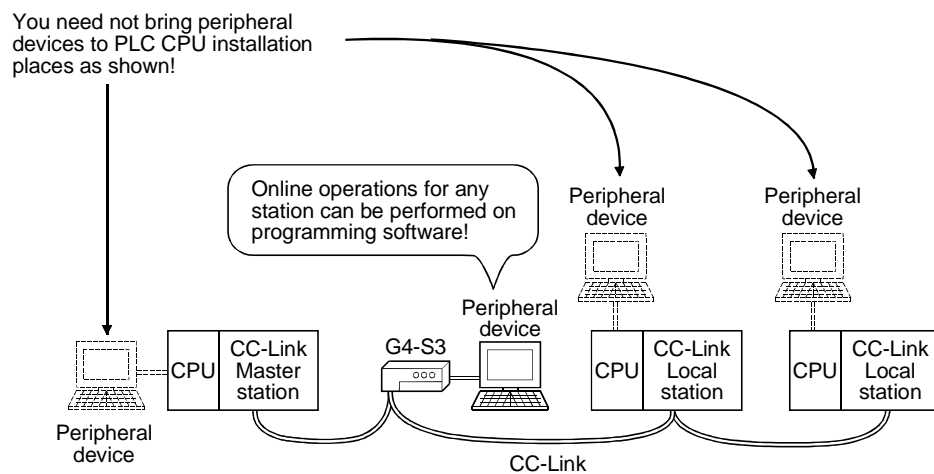 You need not bring peripheral
devices to PLC CPU installation
places as shown!
Online operations for any
station can be performed on
programming software!
Peripheral
device
Peripheral
device
Peripheral
device
G4-S3
CPU
CC-Link
Master
station
CPU
CC-Link
Local
station
CPU
CC-Link
Local
station
Peripheral
device
CC-Link